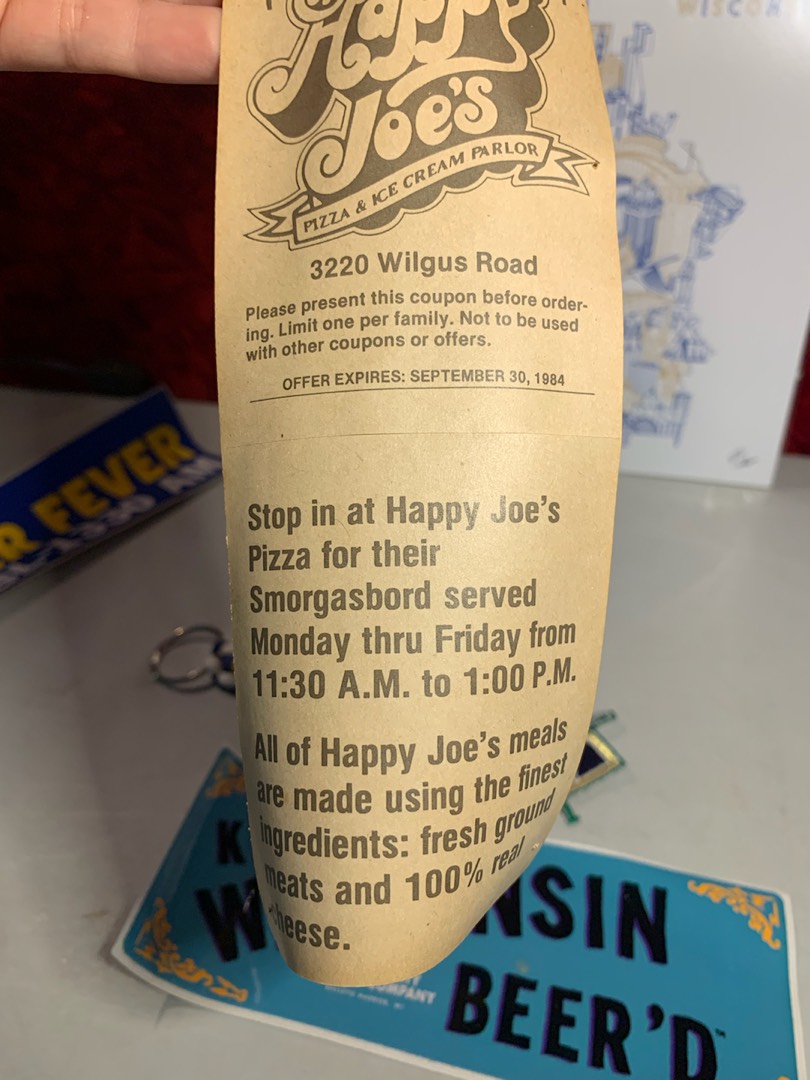 Happy
Joe's
PIZZA & ICE CREAM PARLOR
3220 Wilgus Road
Please present this coupon before order-
ing. Limit one per family. Not to be used
with other coupons or offers.
OFFER EXPIRES: SEPTEMBER 30, 1984
Stop in at Happy Joe's
Pizza for their
Smorgasbord served
Monday thru Friday from
11:30 A.M. to 1:00 P.M.
All of Happy Joe's meals
are made using the finest
ingredients: fresh ground
meats and 100% real
cheese.
FEVER
1330 AM
K
W NSIN
COMPANY
BEER'D